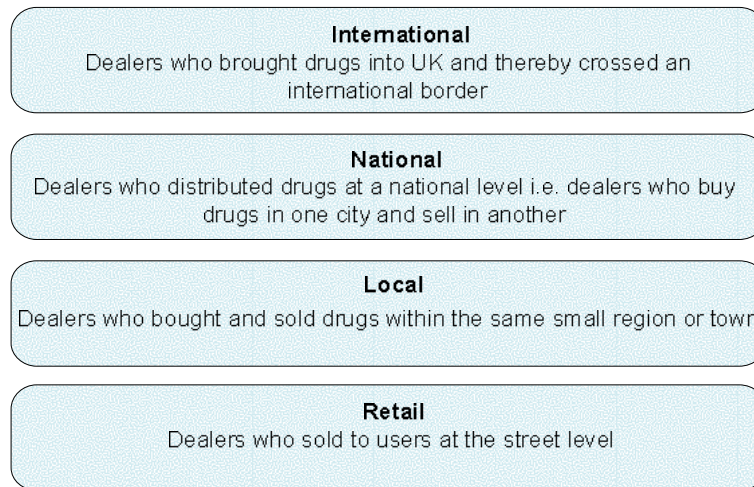 International
Dealers who brought drugs into UK and thereby crossed an
international border
National
Dealers who distributed drugs at a national level i.e. dealers who buy
drugs in one city and sell in another
Local
Dealers who bought and sold drugs within the same small region or town
Retail
Dealers who sold to users at the street level